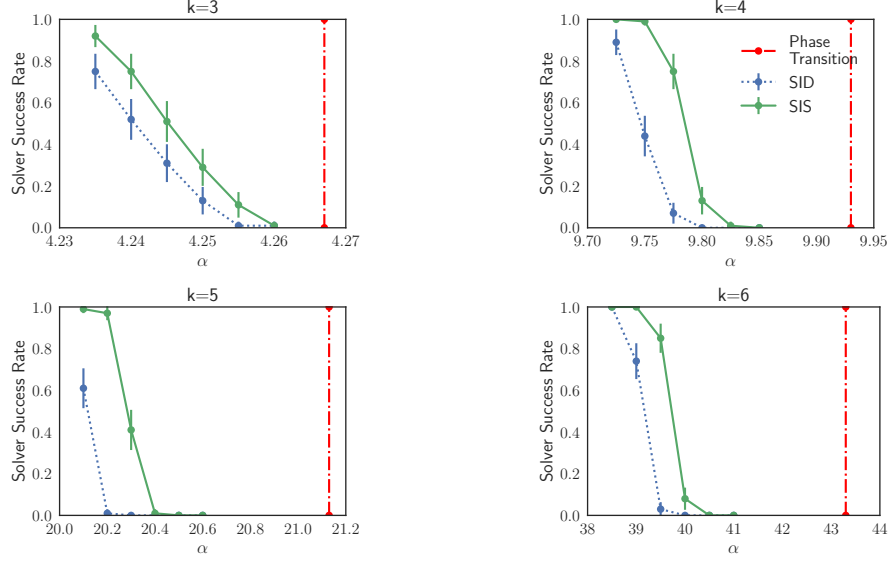 k=3
Solver Success Rate
1.0
0.8
0.6
0.4
0.2
0.0
4.23 4.24 4.25 4.26 4.27
α
k=4
Solver Success Rate
1.0
0.8
0.6
0.4
0.2
0.0
Phase
Transition
SID
SIS
9.70 9.75 9.80 9.85 9.90 9.95
α
k=5
Solver Success Rate
1.0
0.8
0.6
0.4
0.2
0.0
20.0 20.2 20.4 20.6 20.8 21.0 21.2
α
k=6
Solver Success Rate
1.0
0.8
0.6
0.4
0.2
0.0
38 39 40 41 42 43 44
α